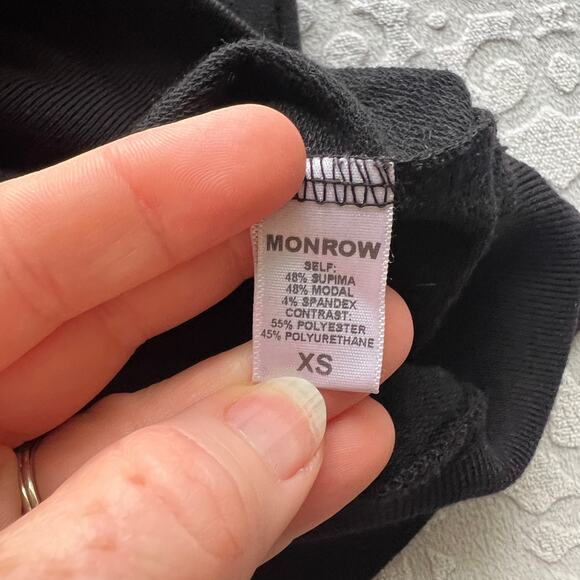 MONROW
SELF:
48% SUPIMA
48% MODAL
4% SPANDEX
CONTRAST:
55% POLYESTER
45% POLYURETHANE
XS